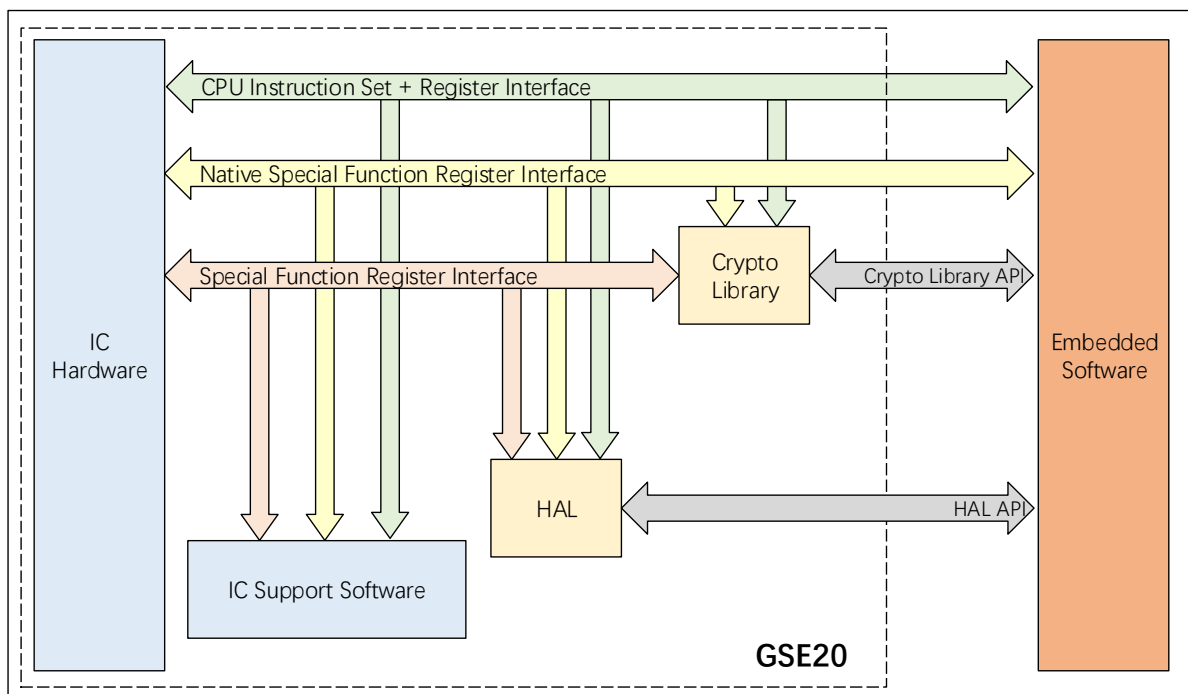 CPU Instruction Set + Register Interface
Native Special Function Register Interface
Special Function Register Interface
Crypto
Library
Crypto Library API
IC
Hardware
Embedded
Software
HAL
HAL API
IC Support Software
GSE20